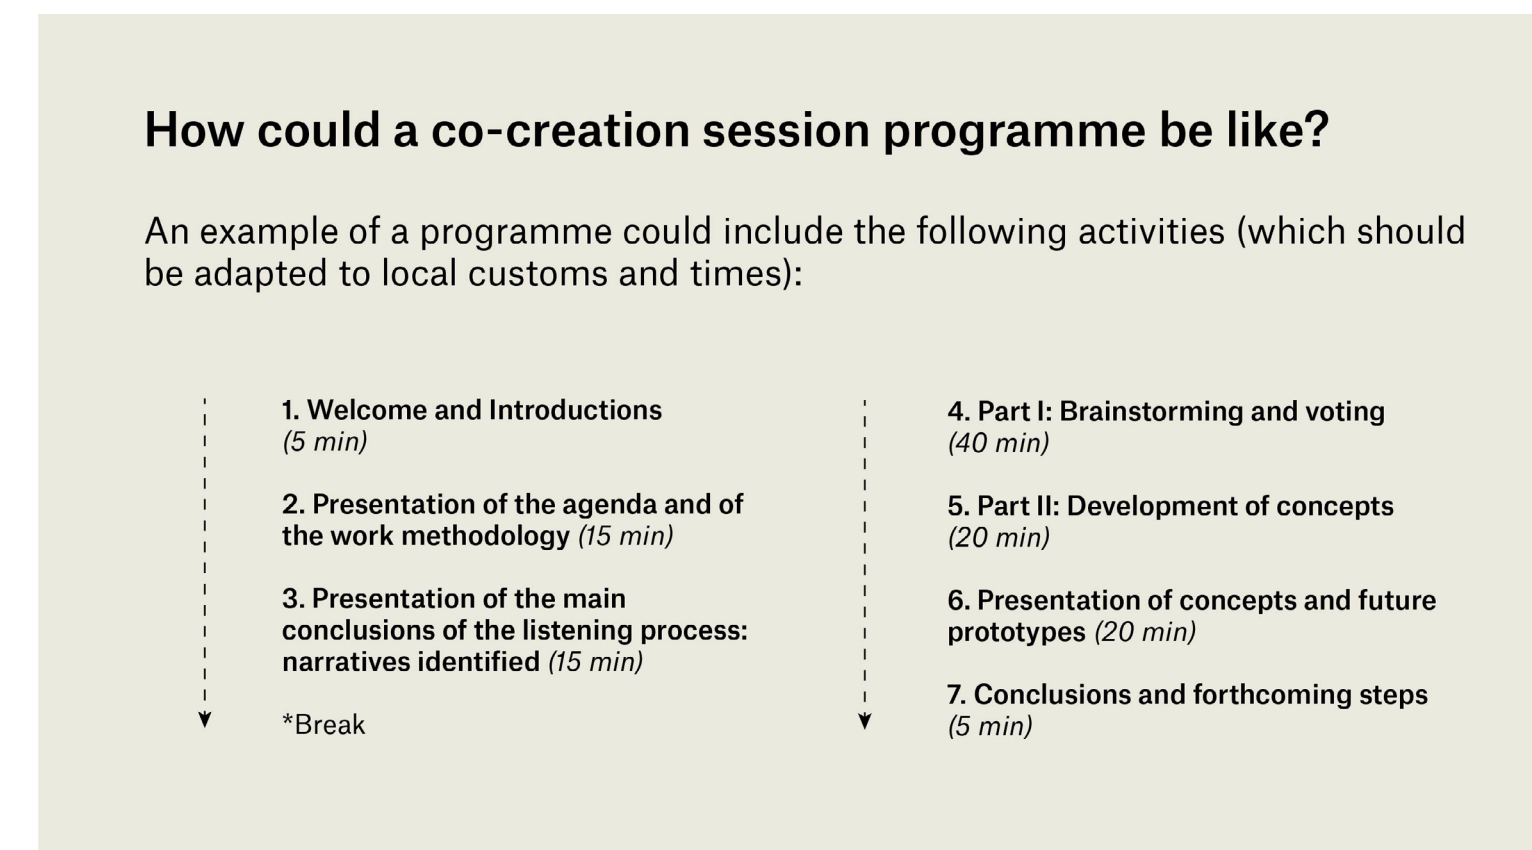 How could a co-creation session programme be like?
An example of a programme could include the following activities (which should
be adapted to local customs and times):
1. Welcome and Introductions
(5 min)
2. Presentation of the agenda and of
the work methodology (15 min)
3. Presentation of the main
conclusions of the listening process:
narratives identified (15 min)
*Break
4. Part I: Brainstorming and voting
(40 min)
5. Part II: Development of concepts
(20 min)
6. Presentation of concepts and future
prototypes (20 min)
7. Conclusions and forthcoming steps
(5 min)